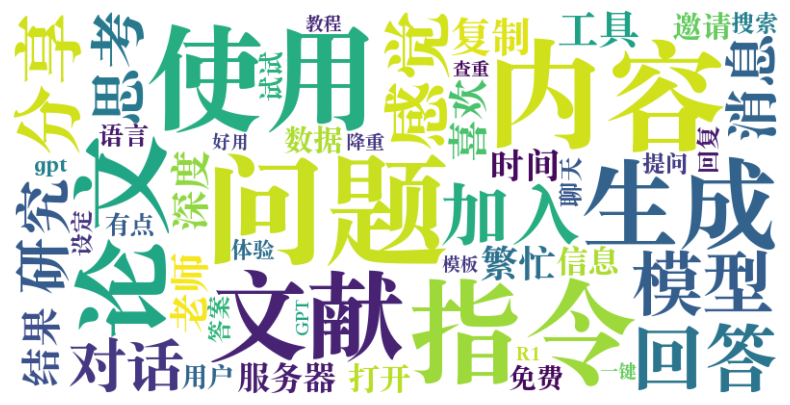 分享
思考
教程
使用
试试
感觉
复制
查重
喜欢
工具
邀请
搜索
内容
消息
语言
gpt
好用
数据
降重
时间
聊天
提问
回复
论文
研究
设定
有点
深度
问题
加入
生成
体验
模板
繁忙
信息
模型
结果
老师
答案
文献
GPT
指令
回答
对话
用户
服务器
打开
R1
免费
一键